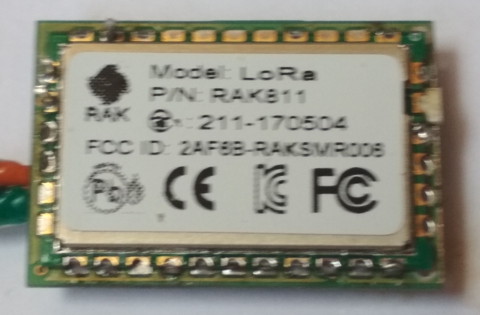 Model: LoRa
P/N: RAK811
RAK
R: 211-170504
FCC ID: 2AF6B-RAKSMR006
Pb CE FC